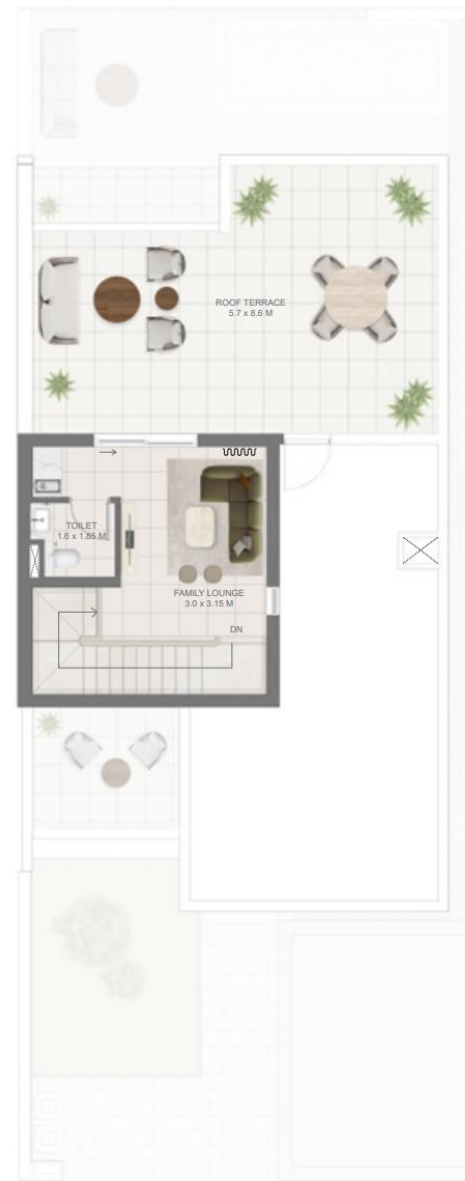 ROOF TERRACE
5.7 x 8.6 M
TOILET
1.6 x 1.85 M
FAMILY LOUNGE
3.0 x 3.15 M
DN